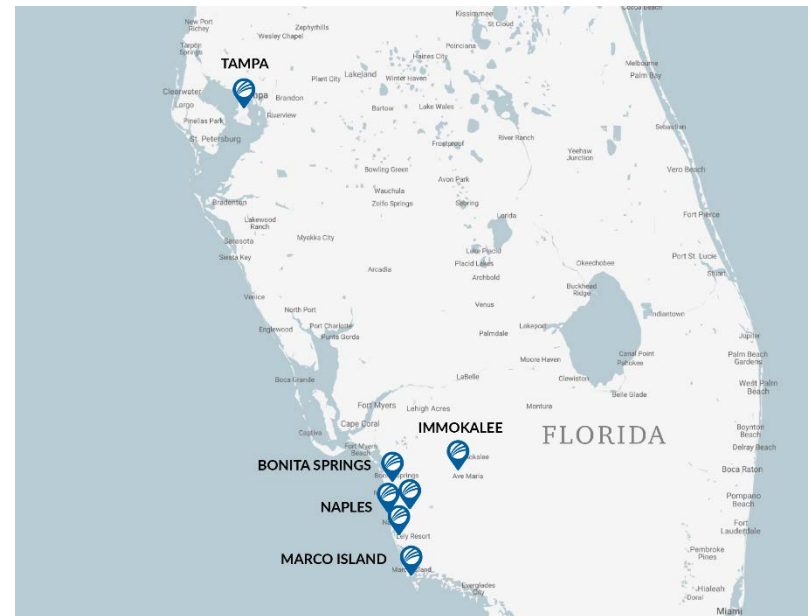 Kissimmee
Cocoa Beach
New Port
Richey
Zephyrhills
St Cloud
Wesley Chapel
Poinciana
Tarpon
Springs
Haines City
Melbourne
TAMPA
Palm Bay
Plant City
Lakeland
Winter Haven
Clearwater
Largo
Brandon
Bartow
Lake Wales
Pinellas Park
Riverview
St. Petersburg
Sebastian
River Ranch
Frostproof
Yeehaw
Junction
Bowling Green
Vero Beach
Avon Park
Wauchula
Bradenton
Zolfo Springs
Sebring
Lakewood
Ranch
Lorida
Fort Pierce
Sarasota
Myakka City
Siesta Key
Lake Placid
Placid Lakes
Okeechobee
Port St. Lucie
Arcadia
Archbold
Stuart
Buckhead
Ridge
Venice
Venus
North Port
Indiantown
Englewood
Port Charlotte
Punta Gorda
Palmdale
Lakeport
Jupiter
Moore Haven
Canal Point
Pahokee
Palm Beach
Gardens
Boca Grande
LaBelle
Clewiston
West Palm
Beach
Belle Glade
Fort Myers
Lehigh Acres
Montura
Captiva
Cape Coral
IMMOKALEE
FLORIDA
Boynton
Beach
Fort Myers
Beach
Delray Beach
BONITA SPRINGS
Ave Maria
Boca Raton
NAPLES
Pompano
Beach
Lely Resort
Fort
Lauderdale
MARCO ISLAND
Pembroke
Pines
Everglades
City
Hialeah
Doral
Miami